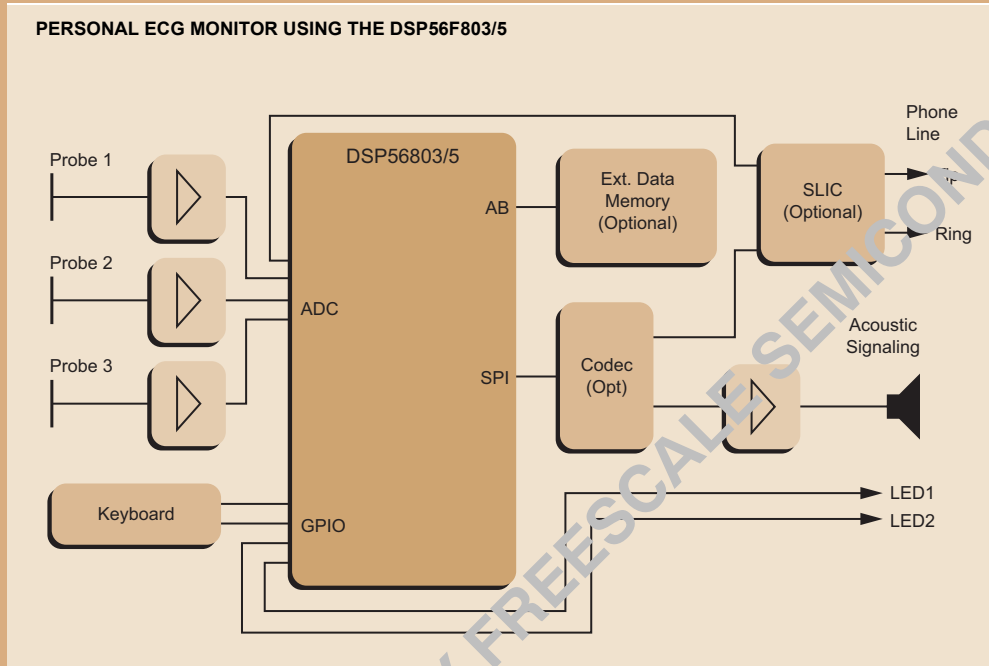 PERSONAL ECG MONITOR USING THE DSP56F803/5
Phone
Line
Probe 1
DSP56803/5
Ext. Data
Memory
(Optional)
SLIC
(Optional)
AB
Ring
Probe 2
ADC
Acoustic
Signaling
Probe 3
SPI
Codec
(Opt)
Keyboard
GPIO
LED1
LED2
FREESCALE SEMICOND